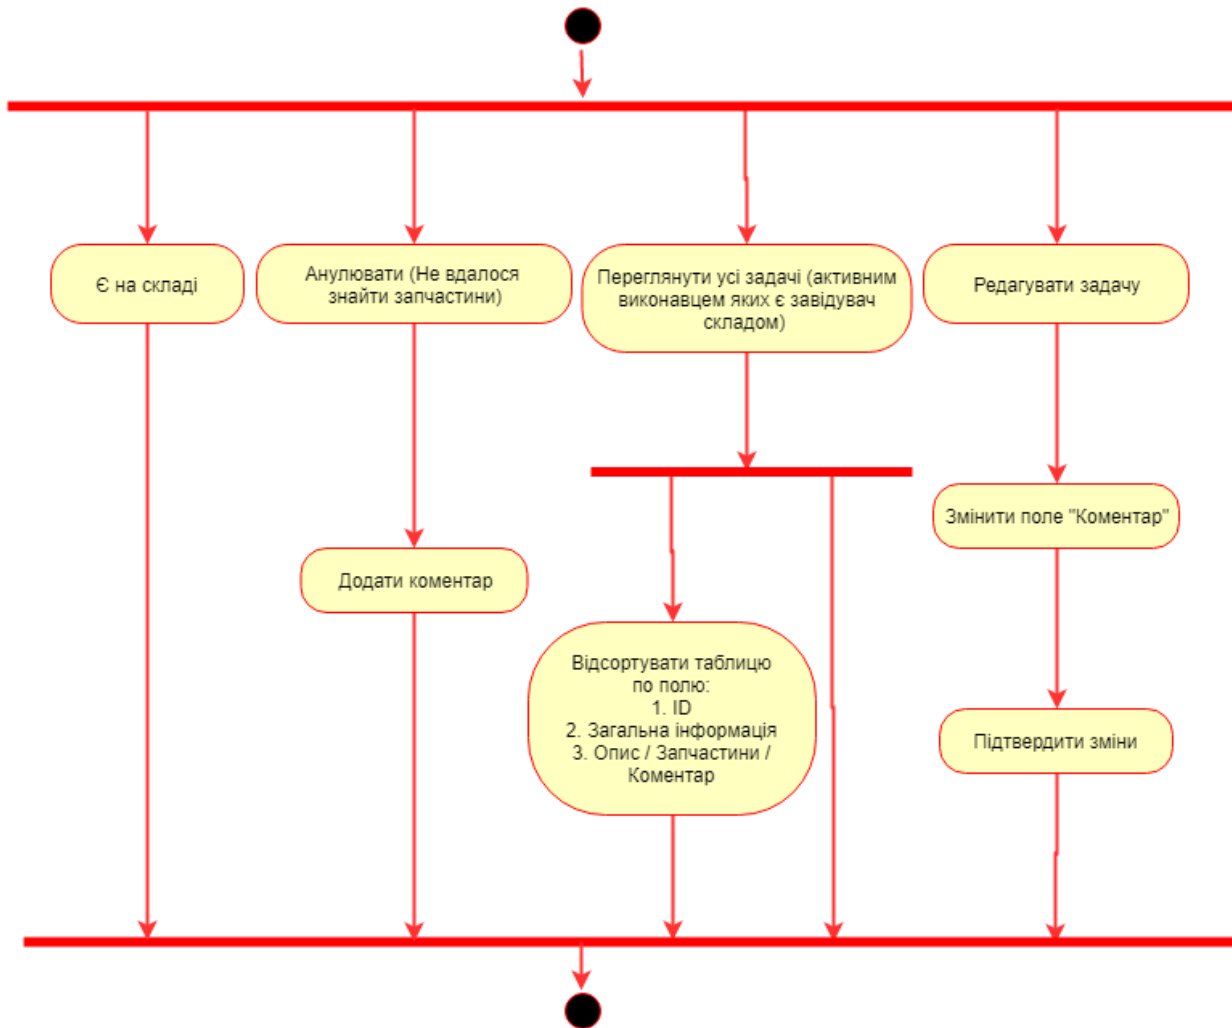 Є на складі
Анулювати (Не вдалося
знайти запчастини)
Переглянути усі задачі (активним
виконавцем яких є завідувач
складом)
Редагувати задачу
Змінити поле "Коментар"
Додати коментар
Відсортувати таблицю
по полю:
1. ID
2. Загальна інформація
3. Опис / Запчастини /
Коментар
Підтвердити зміни